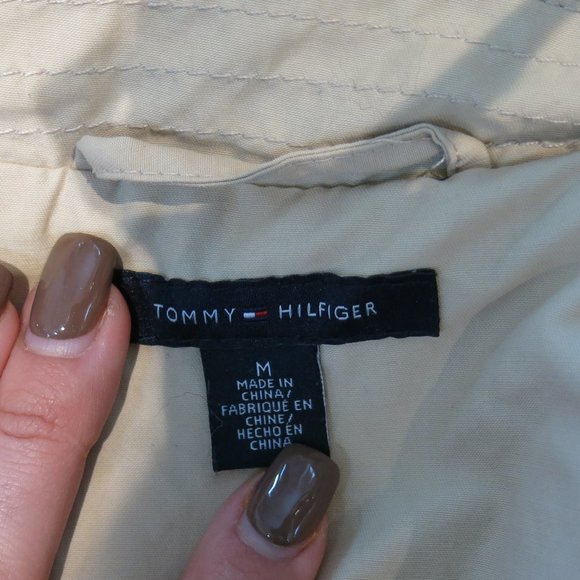 TOMMY HILFIGER
M
MADE IN
CHINA/
FABRIQUÉ EN
CHINE/
HECHO EN
CHINA